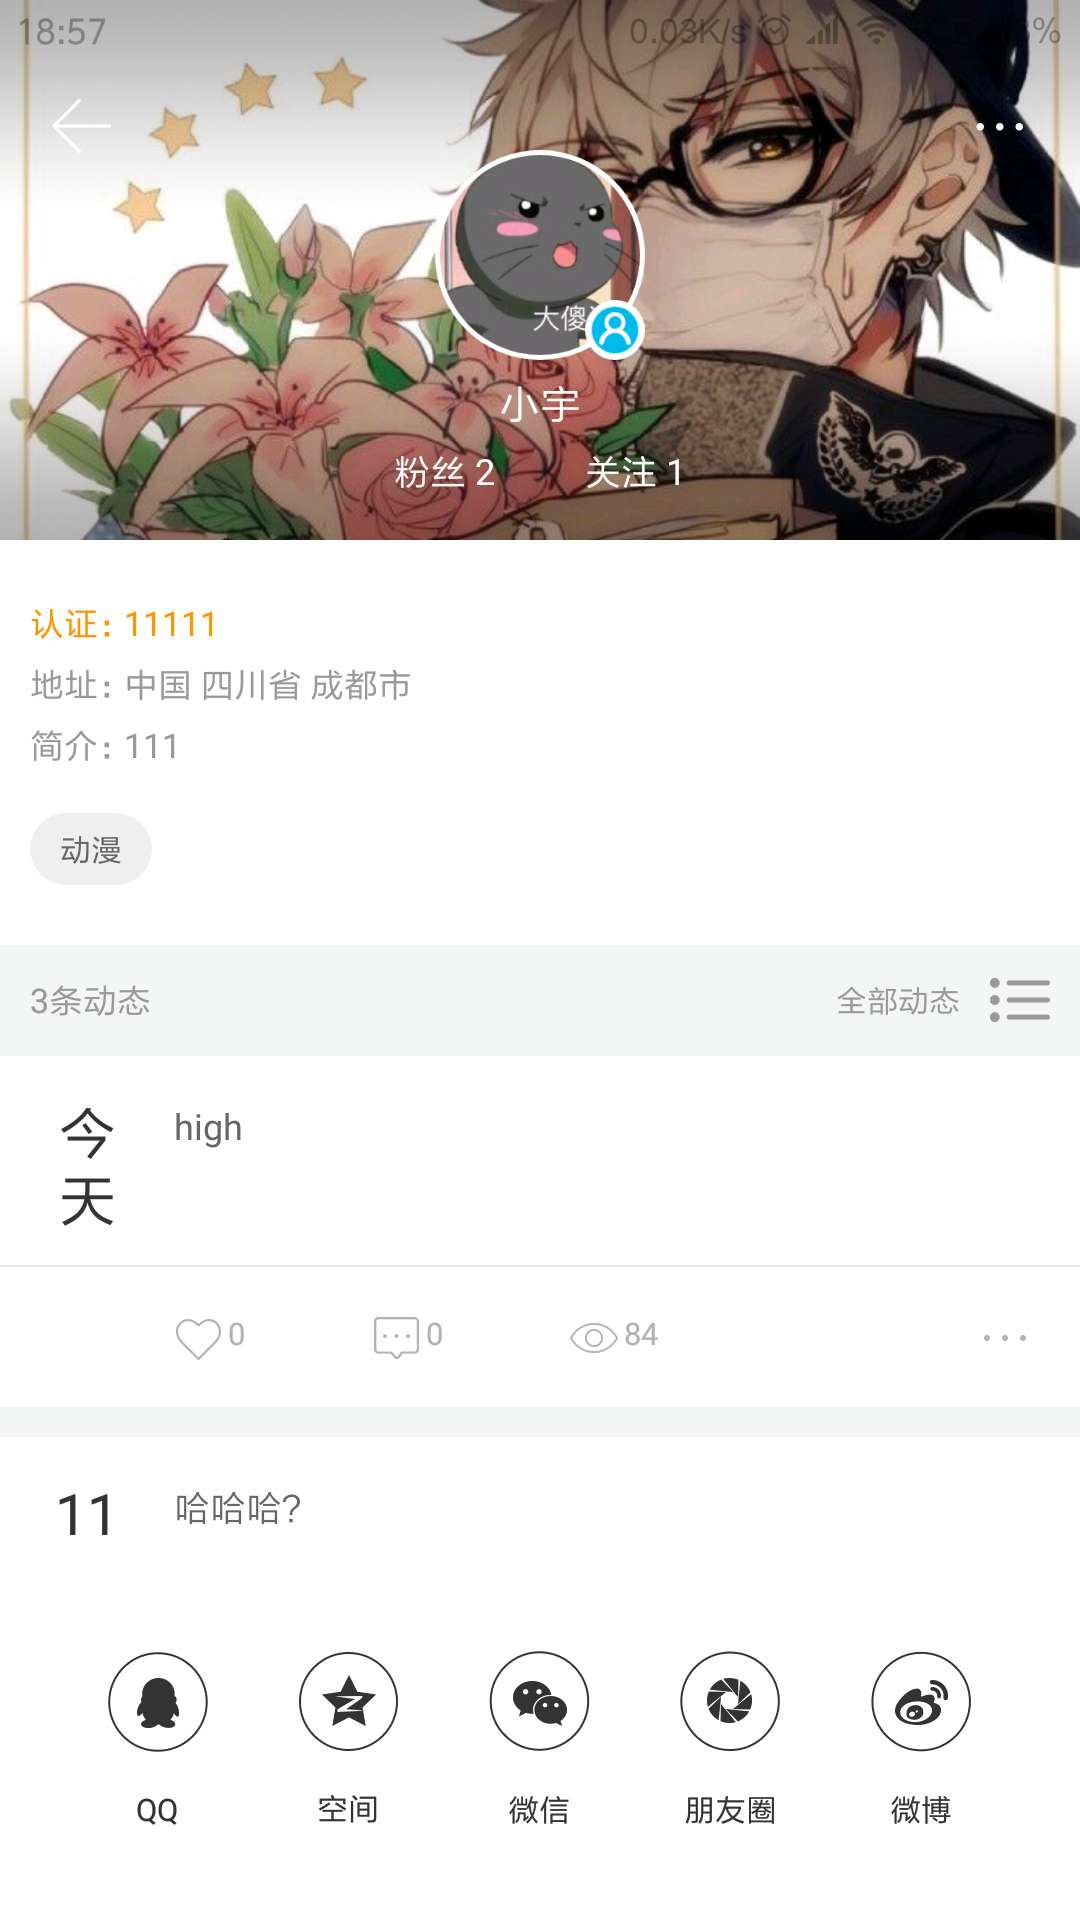 18:57
0.03K/s
%
大傻
小宇
粉丝 2 关注 1
认证: 11111
地址: 中国 四川省 成都市
简介: 111
动漫
3条动态 全部动态
今天
high
0 0 84
11 哈哈哈?
QQ 空间 微信 朋友圈 微博